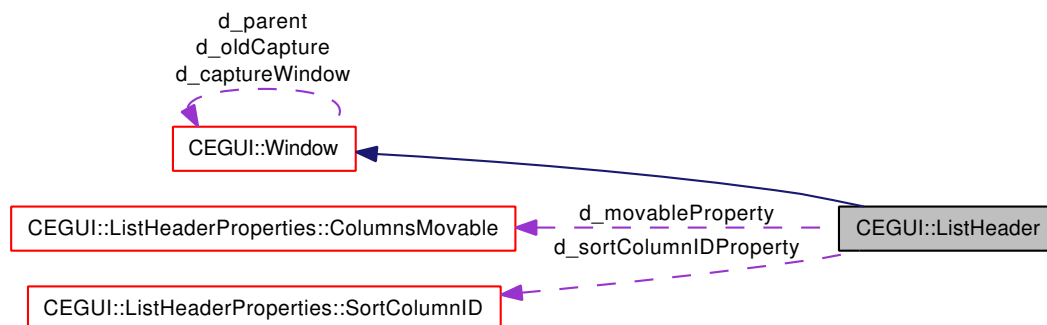 d_parent
d_oldCapture
d_captureWindow
CEGUI::Window
CEGUI::ListHeaderProperties::ColumnsMovable
d_movableProperty
CEGUI::ListHeader
d_sortColumnIDProperty
CEGUI::ListHeaderProperties::SortColumnID